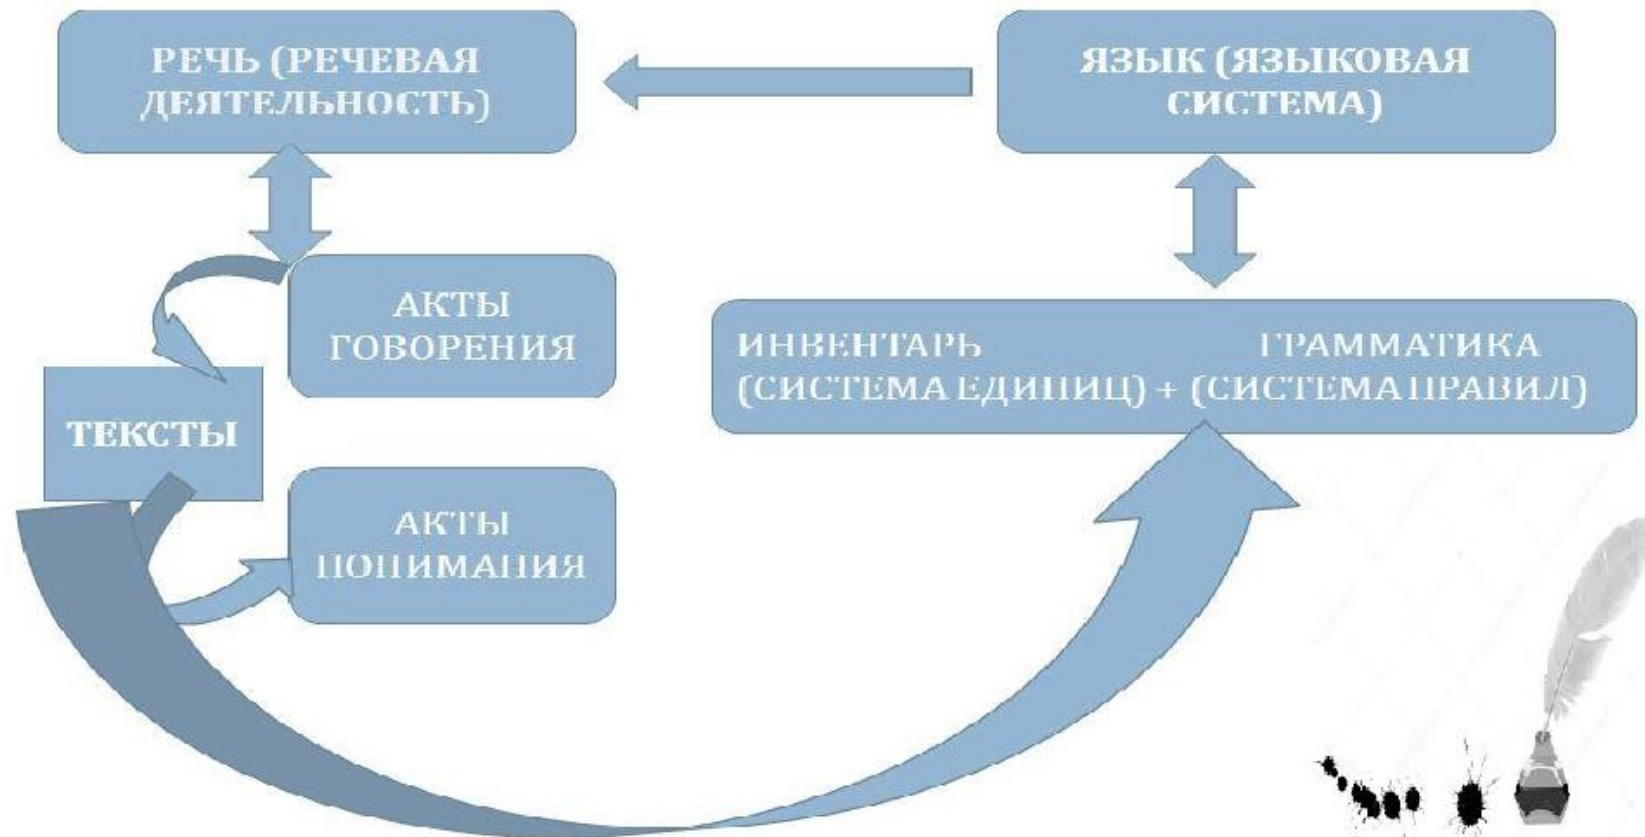 РЕЧЬ (РЕЧЕВАЯ
ДЕЯТЕЛЬНОСТЬ)
ЯЗЫК (ЯЗЫКОВАЯ
СИСТЕМА)
АКТЫ
ГОВОРЕНИЯ
ИНВЕНТАРЬ ГРАММАТИКА
(СИСТЕМА ЕДИНИЦ) + (СИСТЕМА ПРАВИЛ)
ТЕКСТЫ
АКТЫ
ПОНИМАНИЯ